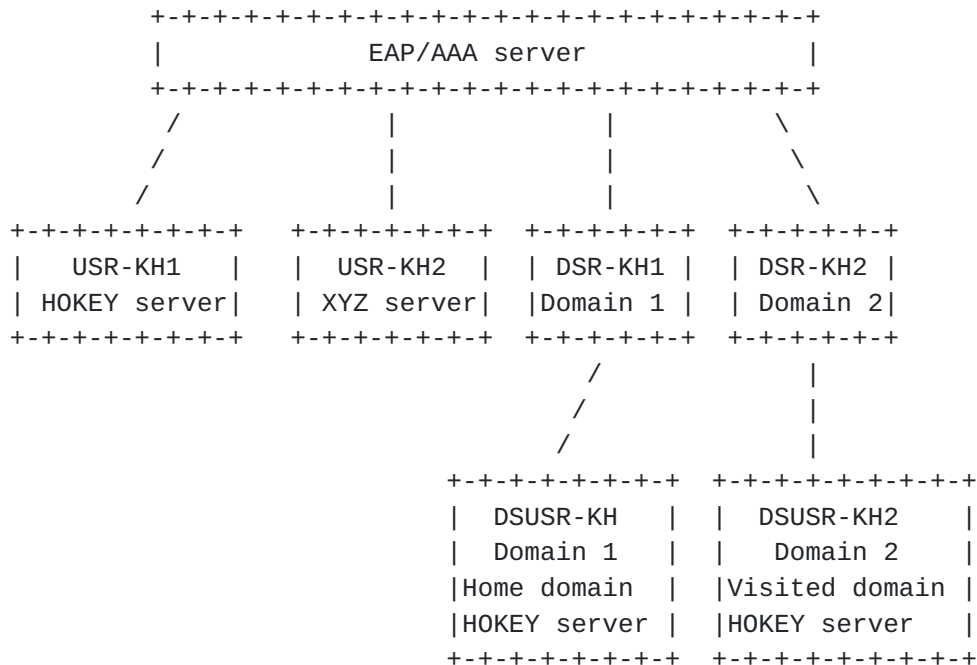 EAP/AAA server
USR-KH1 USR-KH2 DSR-KH1 DSR-KH2
HOKEY server XYZ server Domain 1 Domain 2
DSUSR-KH DSUSR-KH2
Domain 1 Domain 2
Home domain Visited domain
HOKEY server HOKEY server